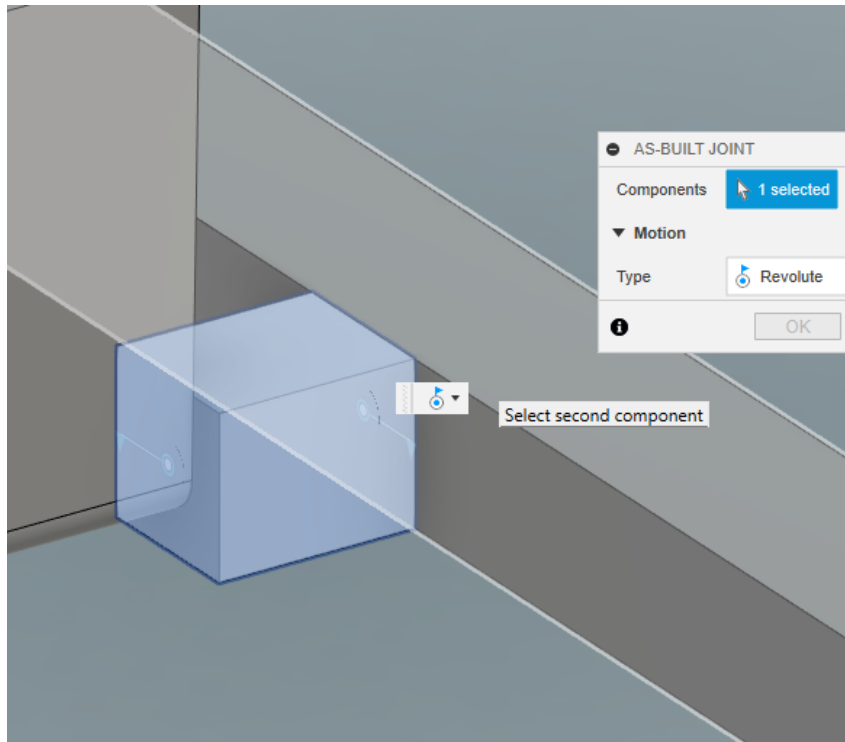 AS-BUILT JOINT
Components 1 selected
Motion
Type Revolute
OK
Select second component